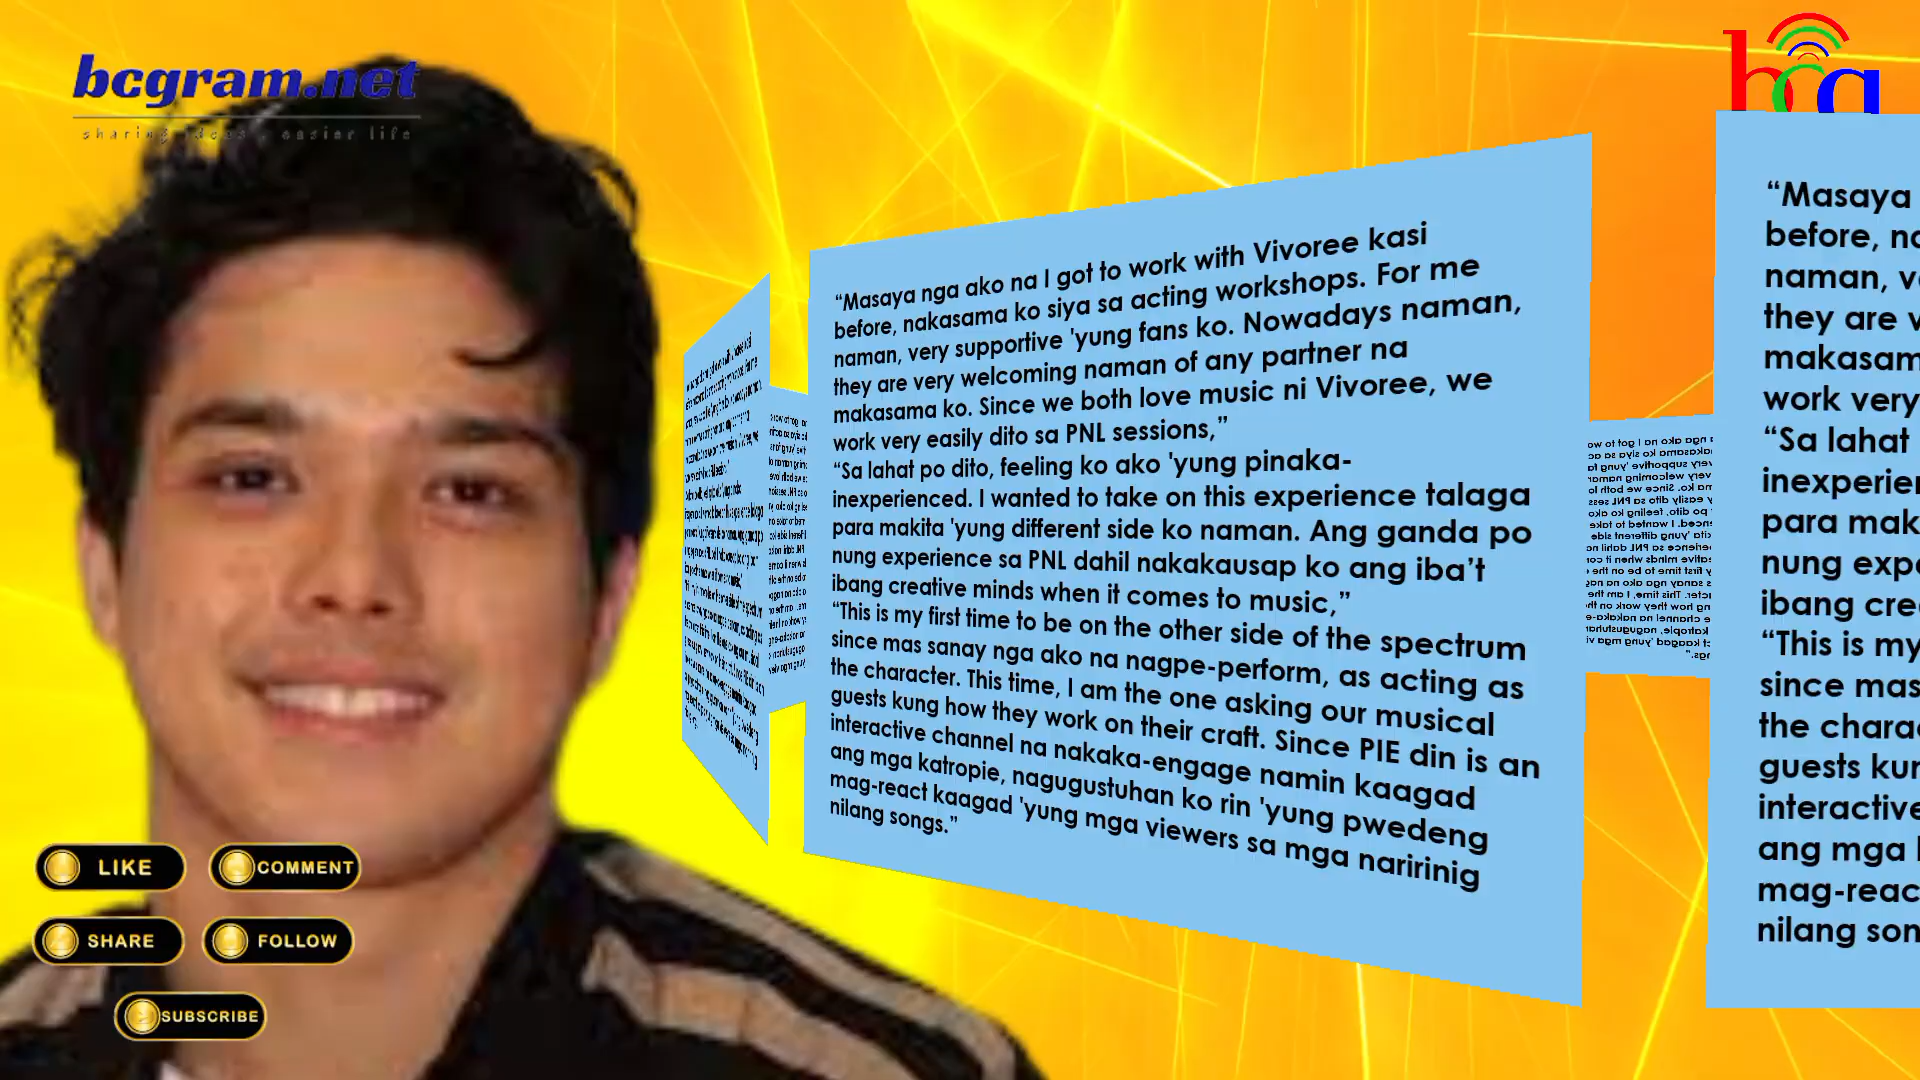 bcgram.net
sharing ideas, easier life
bcg
“Masaya nga ako na I got to work with Vivoree kasi
before, nakasama ko siya sa acting workshops. For me
naman, very supportive 'yung fans ko. Nowadays naman,
they are very welcoming naman of any partner na
makasama ko. Since we both love music ni Vivoree, we
work very easily dito sa PNL sessions,”
“Sa lahat po dito, feeling ko ako 'yung pinaka-
inexperienced. I wanted to take on this experience talaga
para makita 'yung different side ko naman. Ang ganda po
nung experience sa PNL dahil nakakausap ko ang iba’t
ibang creative minds when it comes to music,”
“This is my first time to be on the other side of the spectrum
since mas sanay nga ako na nagpe-perform, as acting as
the character. This time, I am the one asking our musical
guests kung how they work on their craft. Since PIE din is an
interactive channel na nakaka-engage namin kaagad
ang mga katropie, nagugustuhan ko rin 'yung pwedeng
mag-react kaagad 'yung mga viewers sa mga naririnig
nilang songs.”
“Masaya
before, na
naman, ve
they are v
makasam
work very
“Sa lahat
inexperien
para mak
nung expe
ibang crea
“This is my
since mas
the charac
guests kun
interactive
ang mga k
mag-reac
nilang son
LIKE
COMMENT
SHARE
FOLLOW
SUBSCRIBE